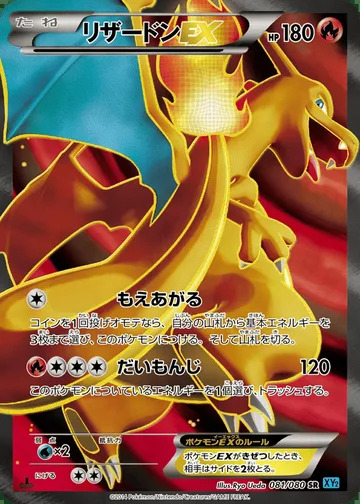 たね リザードンEX HP180
もえあがる
コインを1回投げオモテなら、自分の山札から基本エネルギーを
3枚まで選び、このポケモンにつける。そして山札を切る。
だいもんじ 120
このポケモンについているエネルギーを1個選び、トラッシュする。
弱点 ×2 抵抗力
にげる
ポケモンEXのルール
ポケモンEXがきぜつしたとき、
相手はサイドを2枚とる。
Illus.Ryo Ueda 081/080 SR XY2
©2014 Pokémon/Nintendo/Creatures/GAME FREAK.